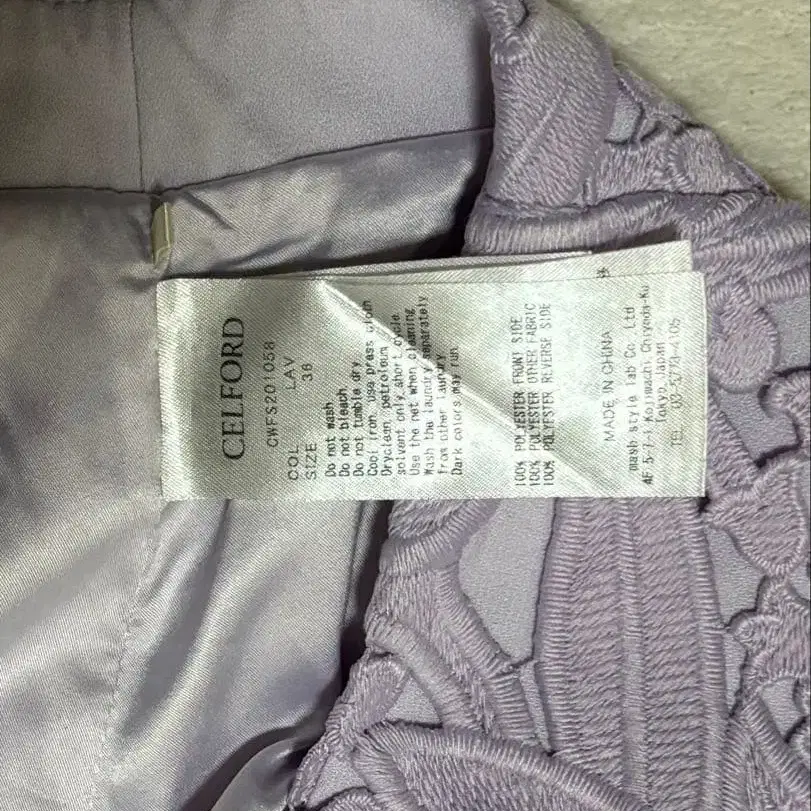 CELFORD
CWFS201058
COL LAV
SIZE 36
Do not wash
Do not bleach
Do not tumble dry
Cool iron, use press cloth
Dryclean, petroleum
solvent only,short cycle.
Use the net when cleaning
Wash the laundry separately
from other laundry
Dark colors may run
100% POLYESTER FRONT SIDE
100% POLYESTER OTHER FABRIC
100% POLYESTER REVERSE SIDE
MADE IN CHINA
mash style lab Co. Ltd
4F 5-7-1 Kojimachi Chiyoda-Ku
Tokyo, Japan
TEL